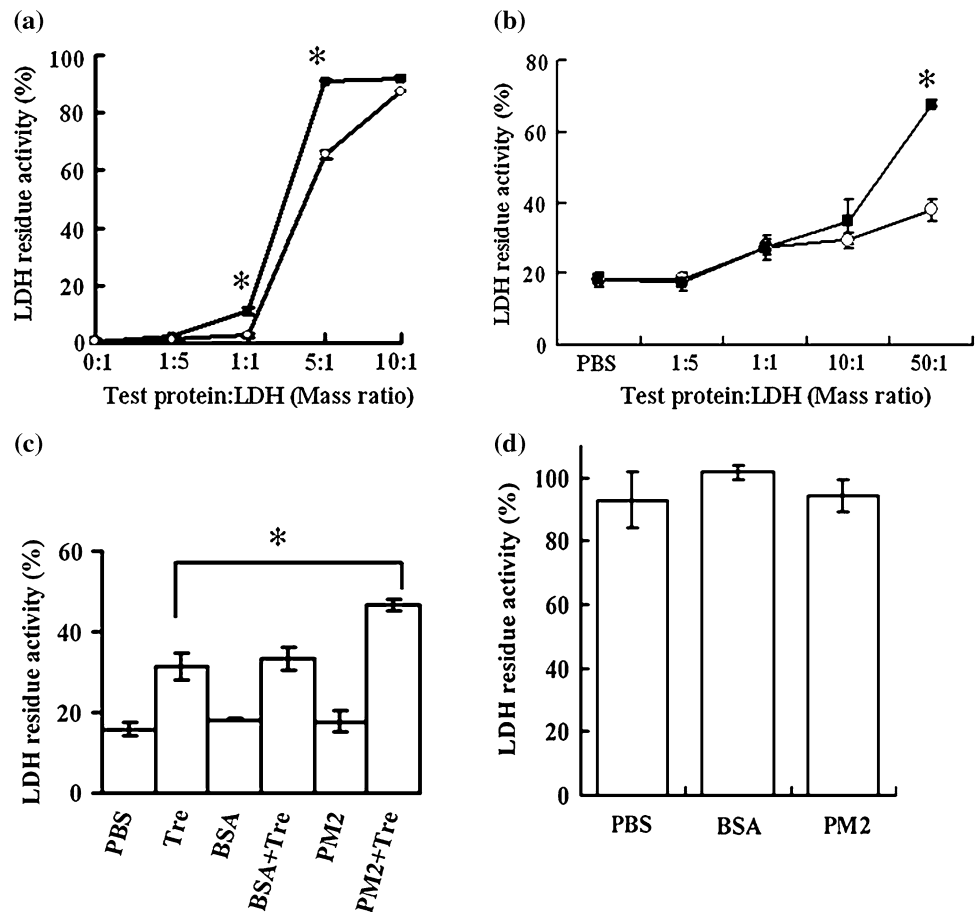 (a)
LDH residue activity (%)
100
80
60
40
20
0
*
*
0:1 1:5 1:1 5:1 10:1
Test protein:LDH (Mass ratio)
(b)
LDH residue activity (%)
80
60
40
20
0
*
PBS 1:5 1:1 10:1 50:1
Test protein:LDH (Mass ratio)
(c)
LDH residue activity (%)
60
40
20
0
*
PBS
Tre
BSA
BSA+Tre
PM2
PM2+Tre
(d)
LDH residue activity (%)
100
80
60
40
20
0
PBS BSA PM2